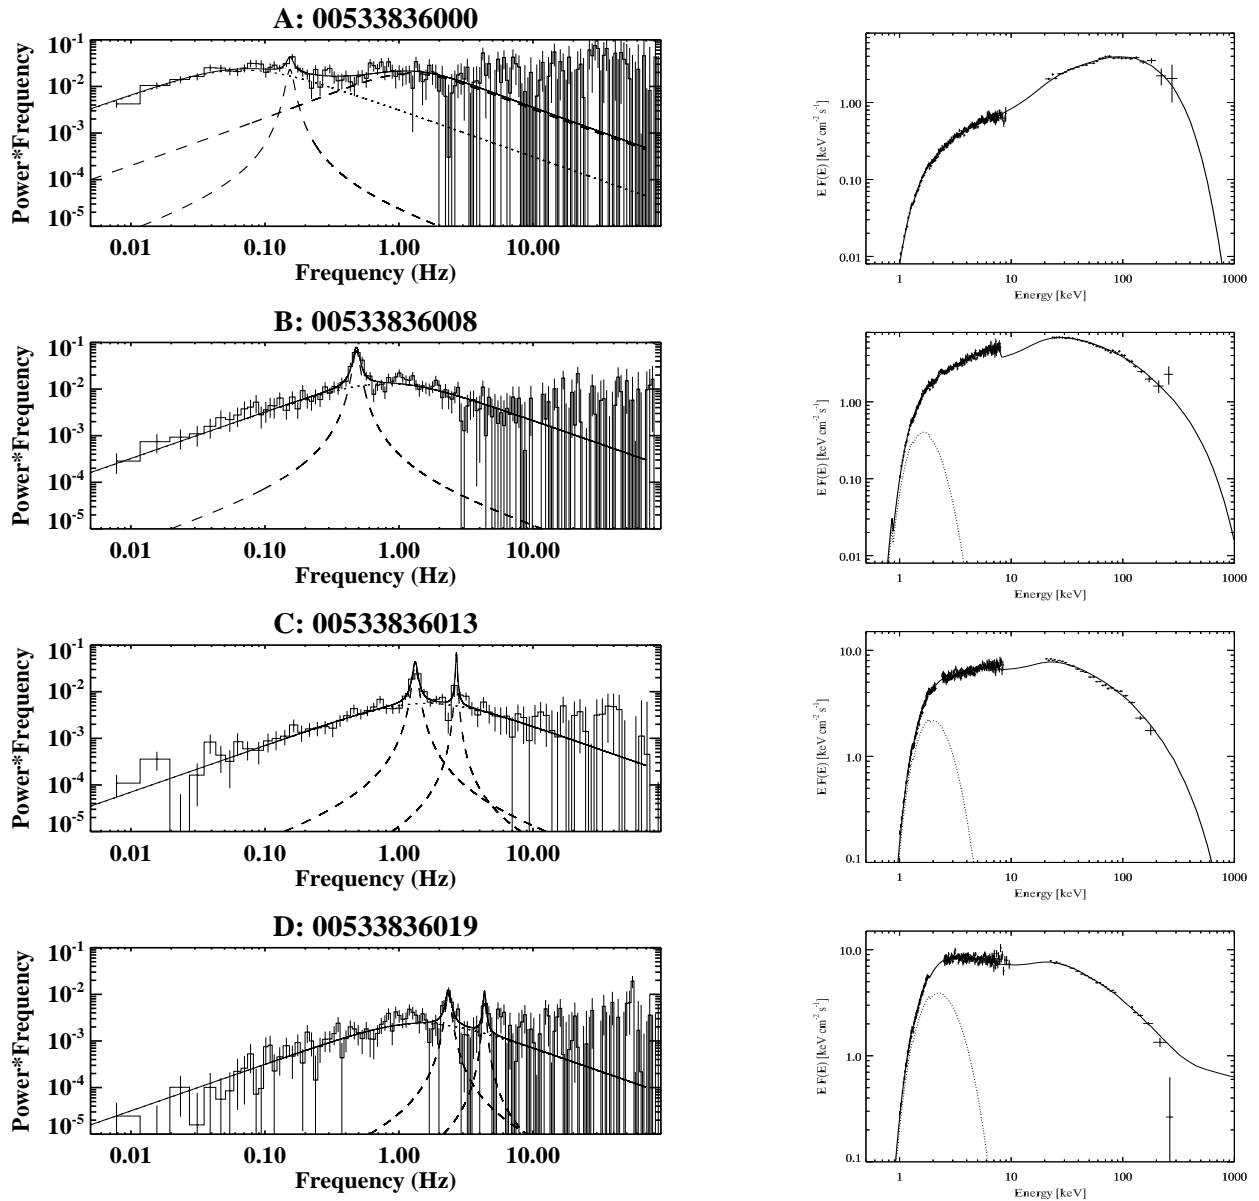 A: 00533836000
Power*Frequency
10^-1
10^-2
10^-3
10^-4
10^-5
0.01 0.10 1.00 10.00
Frequency (Hz)
E F(E) [keV cm^-2 s^-1]
1.00
0.10
0.01
1 10 100 1000
Energy [keV]
B: 00533836008
Power*Frequency
10^-1
10^-2
10^-3
10^-4
10^-5
0.01 0.10 1.00 10.00
Frequency (Hz)
E F(E) [keV cm^-2 s^-1]
1.00
0.10
0.01
1 10 100 1000
Energy [keV]
C: 00533836013
Power*Frequency
10^-1
10^-2
10^-3
10^-4
10^-5
0.01 0.10 1.00 10.00
Frequency (Hz)
E F(E) [keV cm^-2 s^-1]
10.0
1.0
0.1
1 10 100 1000
Energy [keV]
D: 00533836019
Power*Frequency
10^-1
10^-2
10^-3
10^-4
10^-5
0.01 0.10 1.00 10.00
Frequency (Hz)
E F(E) [keV cm^-2 s^-1]
10.0
1.0
0.1
1 10 100 1000
Energy [keV]